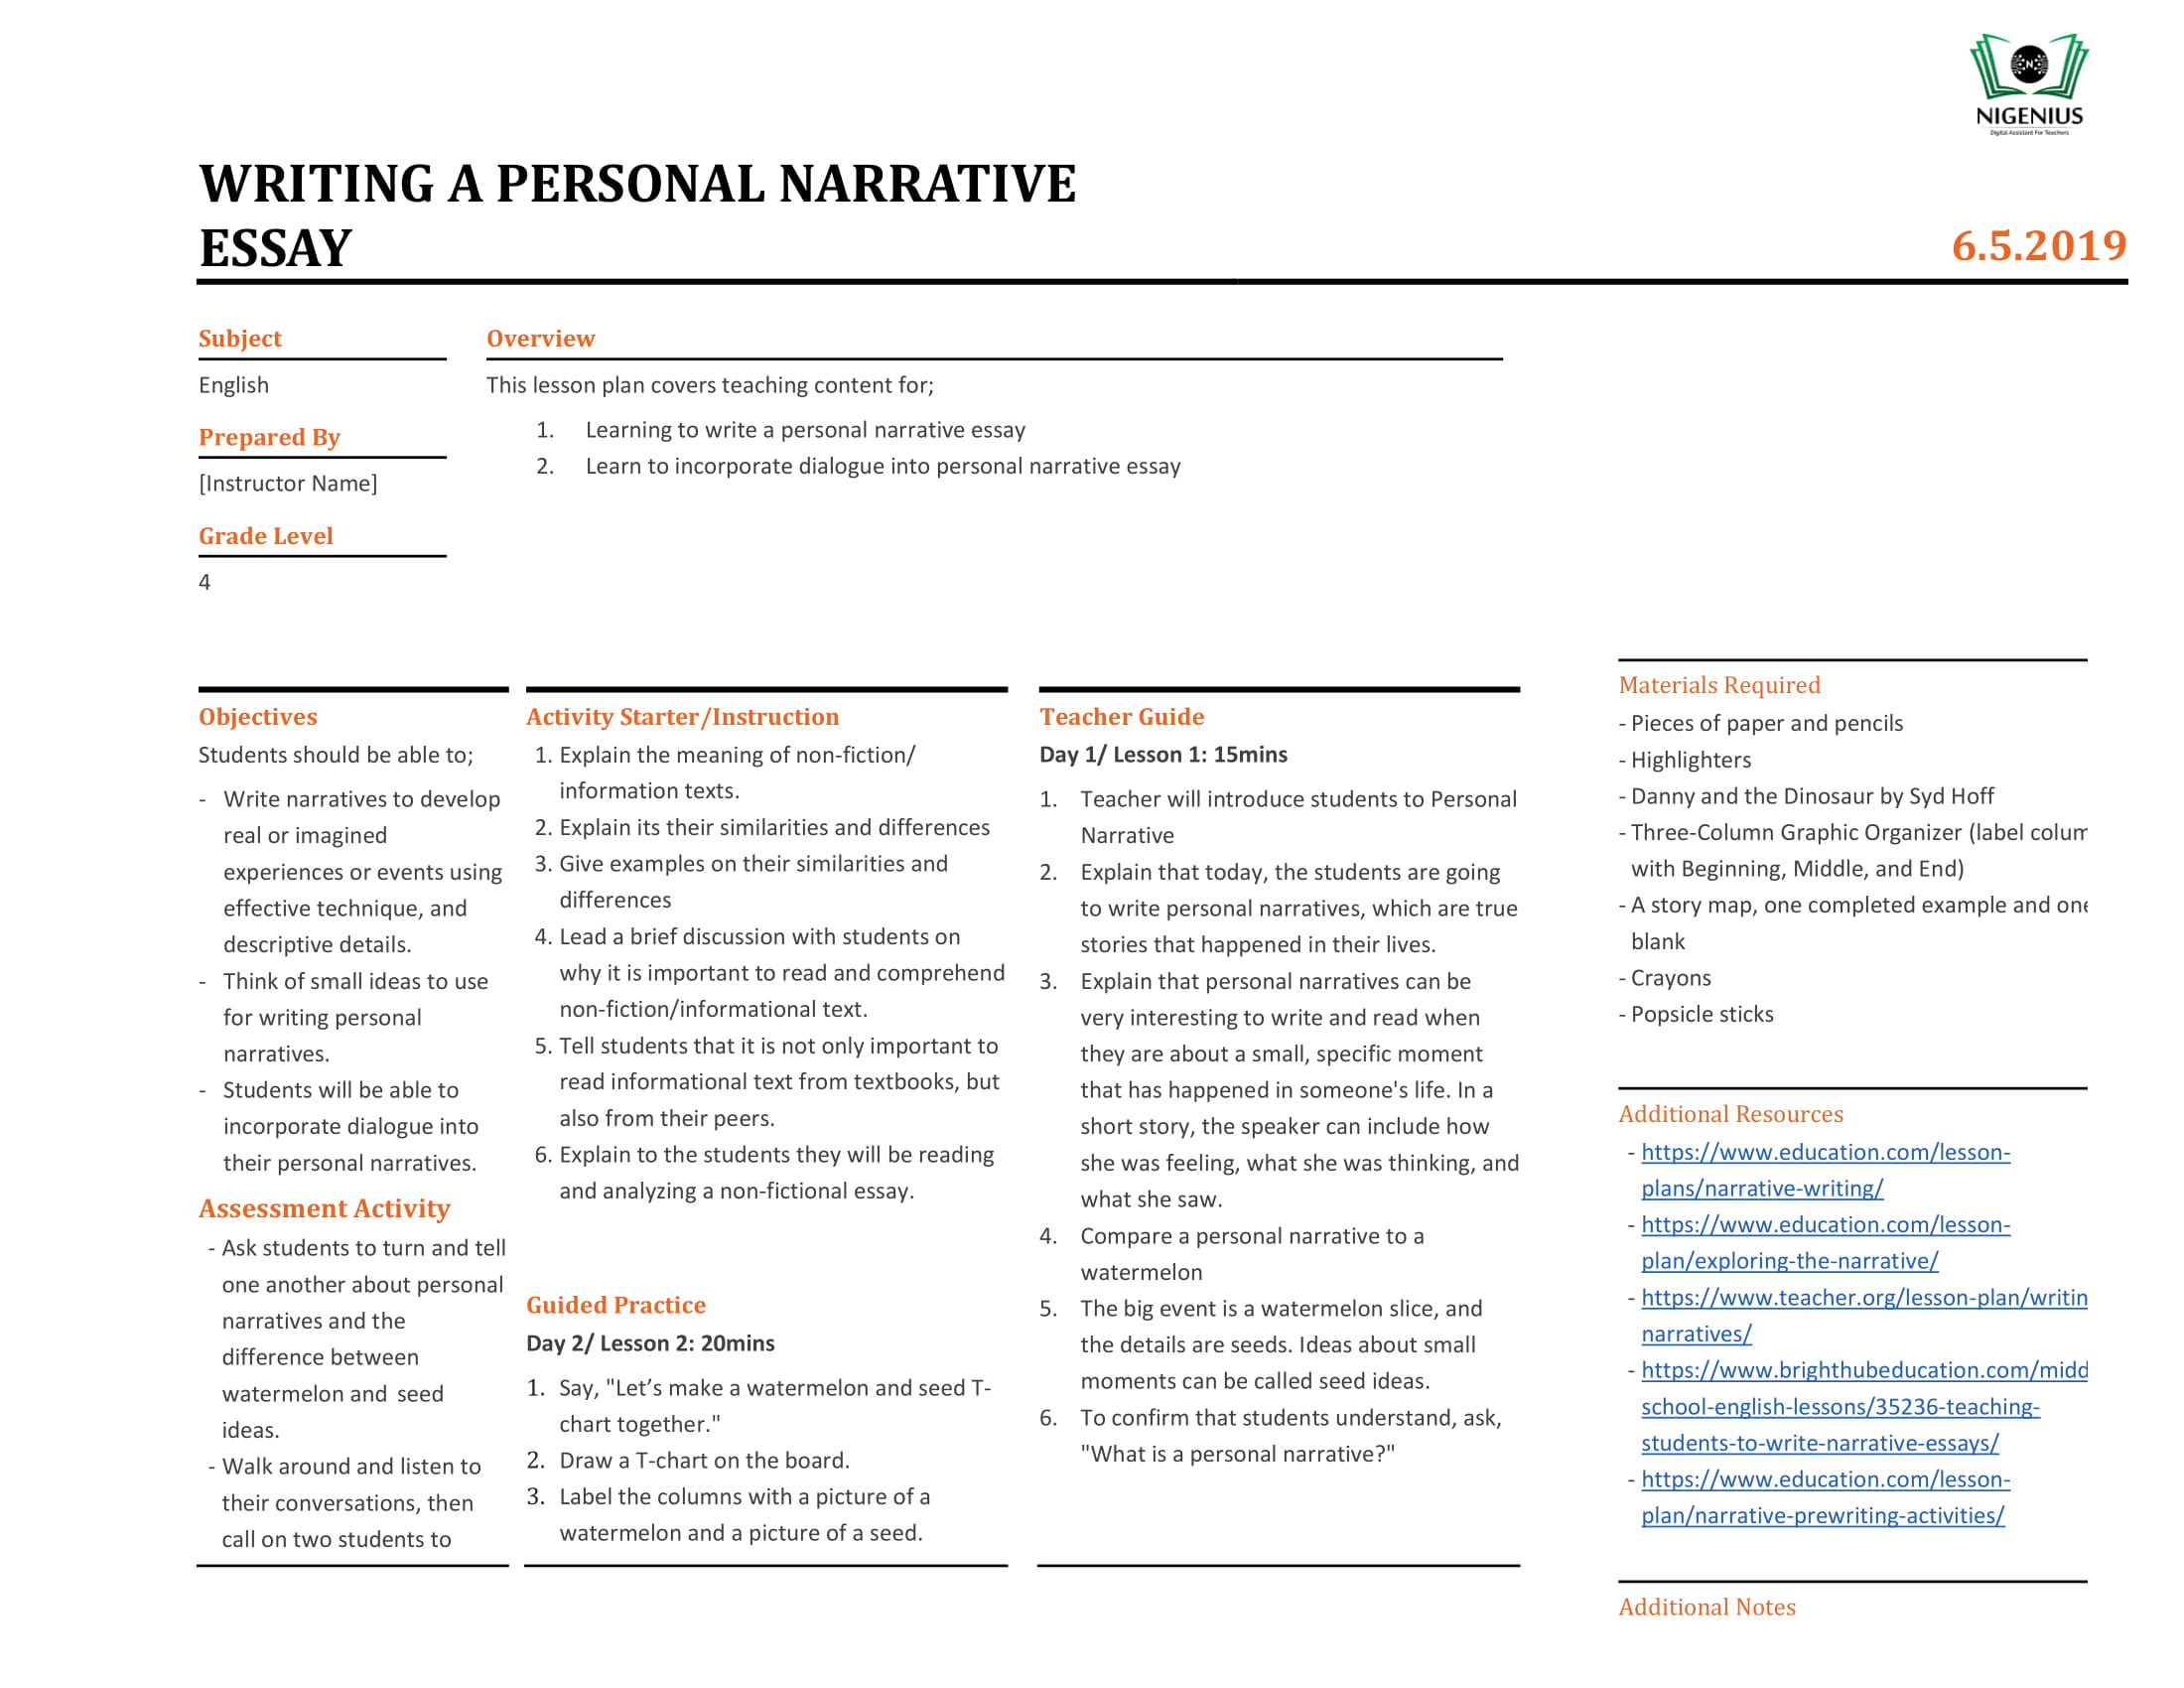 NIGENIUS
Digital Assistant For Teachers
WRITING A PERSONAL NARRATIVE
ESSAY
6.5.2019
Subject
English
Prepared By
[Instructor Name]
Grade Level
4
Overview
This lesson plan covers teaching content for;
1. Learning to write a personal narrative essay
2. Learn to incorporate dialogue into personal narrative essay
Objectives
Students should be able to;
- Write narratives to develop
real or imagined
experiences or events using
effective technique, and
descriptive details.
- Think of small ideas to use
for writing personal
narratives.
- Students will be able to
incorporate dialogue into
their personal narratives.
Assessment Activity
- Ask students to turn and tell
one another about personal
narratives and the
difference between
watermelon and seed
ideas.
- Walk around and listen to
their conversations, then
call on two students to
Activity Starter/Instruction
1. Explain the meaning of non-fiction/
information texts.
2. Explain its their similarities and differences
3. Give examples on their similarities and
differences
4. Lead a brief discussion with students on
why it is important to read and comprehend
non-fiction/informational text.
5. Tell students that it is not only important to
read informational text from textbooks, but
also from their peers.
6. Explain to the students they will be reading
and analyzing a non-fictional essay.
Guided Practice
Day 2/ Lesson 2: 20mins
1. Say, "Let’s make a watermelon and seed T-
chart together."
2. Draw a T-chart on the board.
3. Label the columns with a picture of a
watermelon and a picture of a seed.
Teacher Guide
Day 1/ Lesson 1: 15mins
1. Teacher will introduce students to Personal
Narrative
2. Explain that today, the students are going
to write personal narratives, which are true
stories that happened in their lives.
3. Explain that personal narratives can be
very interesting to write and read when
they are about a small, specific moment
that has happened in someone's life. In a
short story, the speaker can include how
she was feeling, what she was thinking, and
what she saw.
4. Compare a personal narrative to a
watermelon
5. The big event is a watermelon slice, and
the details are seeds. Ideas about small
moments can be called seed ideas.
6. To confirm that students understand, ask,
"What is a personal narrative?"
Materials Required
- Pieces of paper and pencils
- Highlighters
- Danny and the Dinosaur by Syd Hoff
- Three-Column Graphic Organizer (label colum
with Beginning, Middle, and End)
- A story map, one completed example and one
blank
- Crayons
- Popsicle sticks
Additional Resources
- https://www.education.com/lesson-
plans/narrative-writing/
- https://www.education.com/lesson-
plan/exploring-the-narrative/
- https://www.teacher.org/lesson-plan/writin
narratives/
- https://www.brighthubeducation.com/midd
school-english-lessons/35236-teaching-
students-to-write-narrative-essays/
- https://www.education.com/lesson-
plan/narrative-prewriting-activities/
Additional Notes